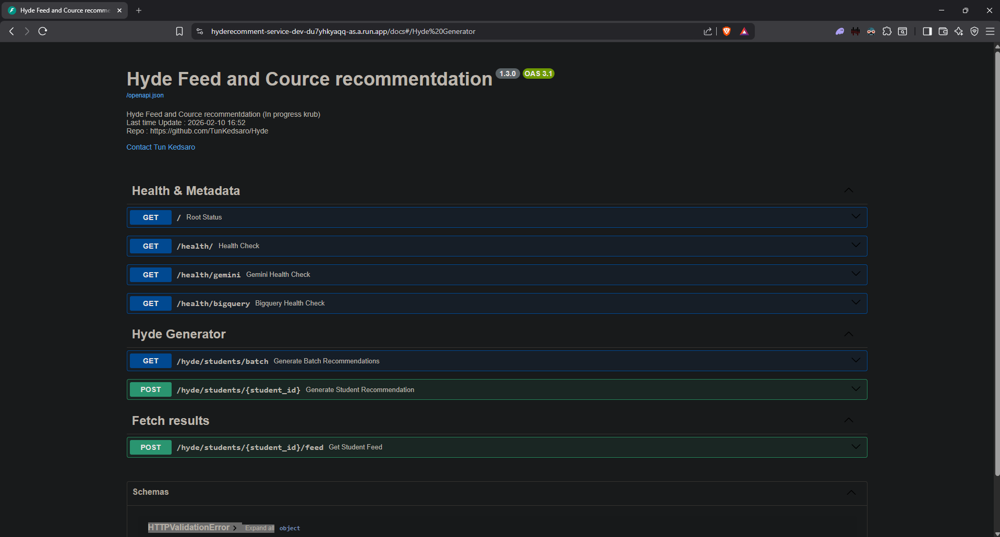 Hyde Feed and Cource recomme
hyderecomment-service-dev-du7yhkyaqq-as.a.run.app/docs#/Hyde%20Generator
Hyde Feed and Cource recommentdation 1.3.0 OAS 3.1
/openapi.json
Hyde Feed and Cource recommentdation (In progress krub)
Last time Update : 2026-02-10 16:52
Repo : https://github.com/TunKedsaro/Hyde
Contact Tun Kedsaro
Health & Metadata
GET / Root Status
GET /health/ Health Check
GET /health/gemini Gemini Health Check
GET /health/bigquery Bigquery Health Check
Hyde Generator
GET /hyde/students/batch Generate Batch Recommendations
POST /hyde/students/{student_id} Generate Student Recommendation
Fetch results
POST /hyde/students/{student_id}/feed Get Student Feed
Schemas
HTTPValidationError Expand all object